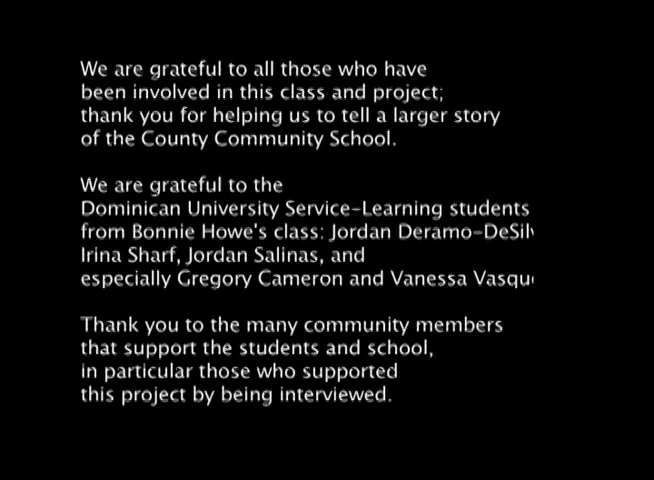 We are grateful to all those who have
been involved in this class and project;
thank you for helping us to tell a larger story
of the County Community School.
We are grateful to the
Dominican University Service-Learning students
from Bonnie Howe's class: Jordan
Irina Sharf, Jordan Salinas, and
especially Gregory Cameron and Vanessa
Thank you to the many community members
that support the students and school,
in particular those who supported
this project by being interviewed.